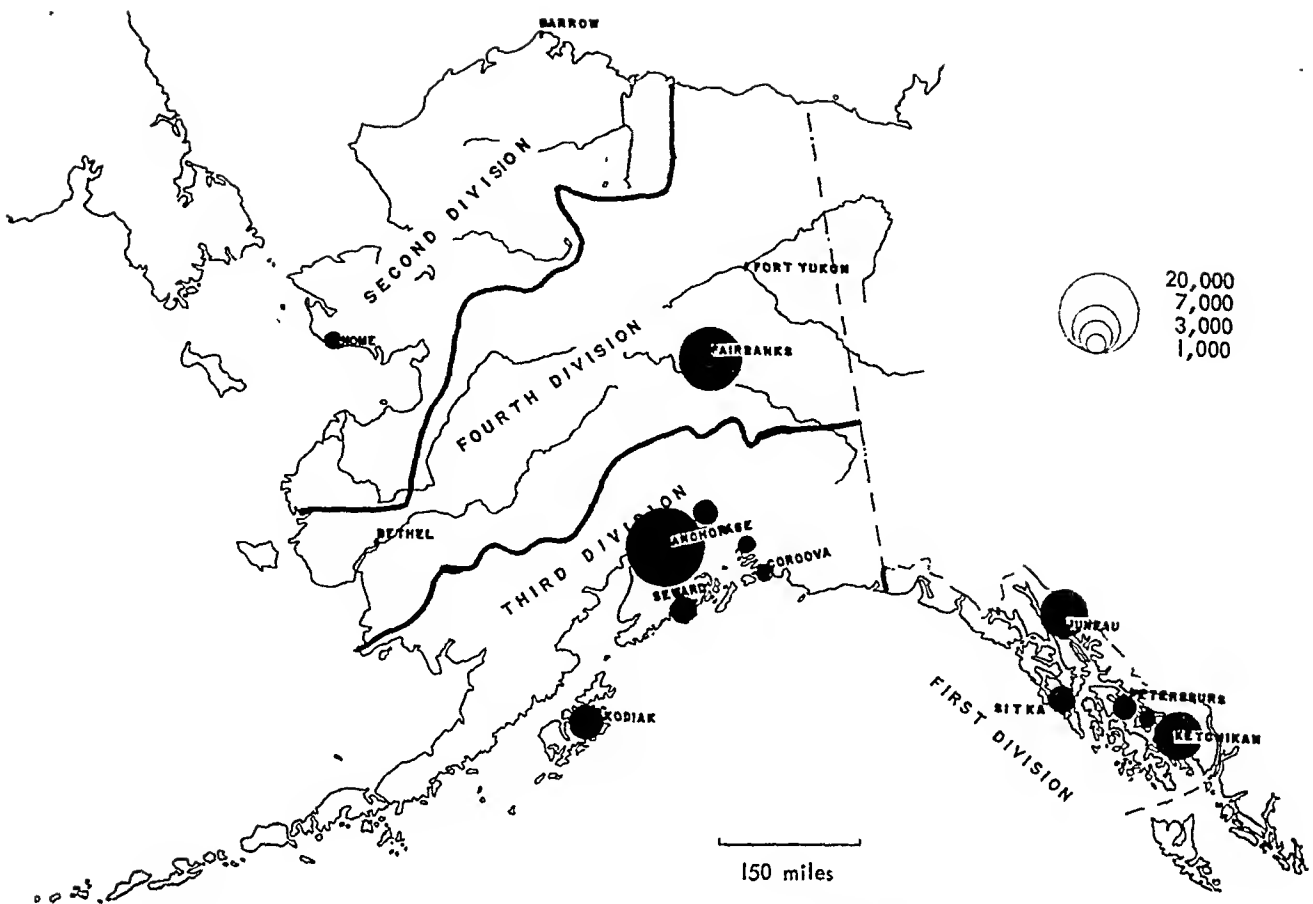 BARROW
SECOND DIVISION
FORT YUKON
20,000
7,000
3,000
1,000
NOME
FAIRBANKS
FOURTH DIVISION
BETHEL
ANCHORAGE
THIRD DIVISION
CORDOVA
SEWARD
JUNEAU
FIRST DIVISION
SITKA
PETERSBURG
KODIAK
KETCHIKAN
150 miles